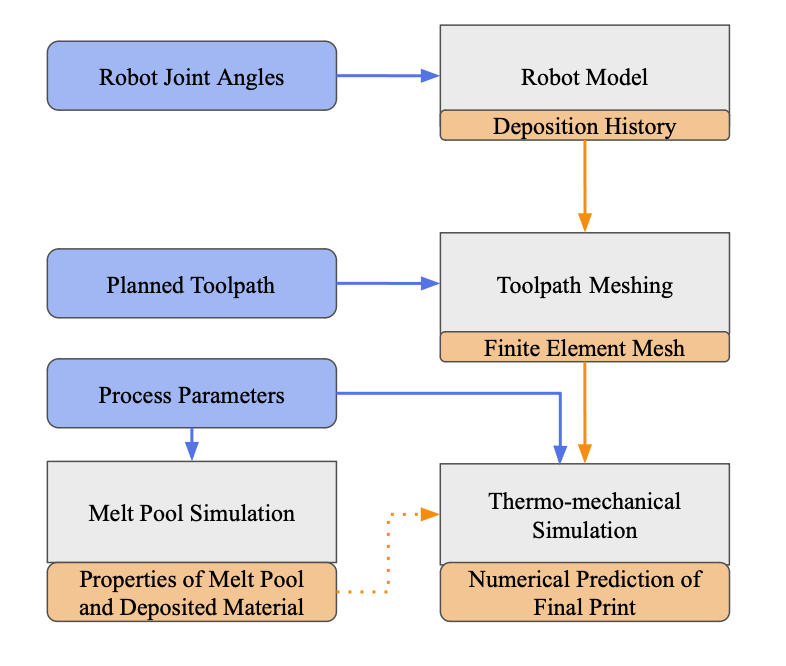 Robot Joint Angles
Robot Model
Deposition History
Planned Toolpath
Toolpath Meshing
Finite Element Mesh
Process Parameters
Melt Pool Simulation
Properties of Melt Pool
and Deposited Material
Thermo-mechanical
Simulation
Numerical Prediction of
Final Print